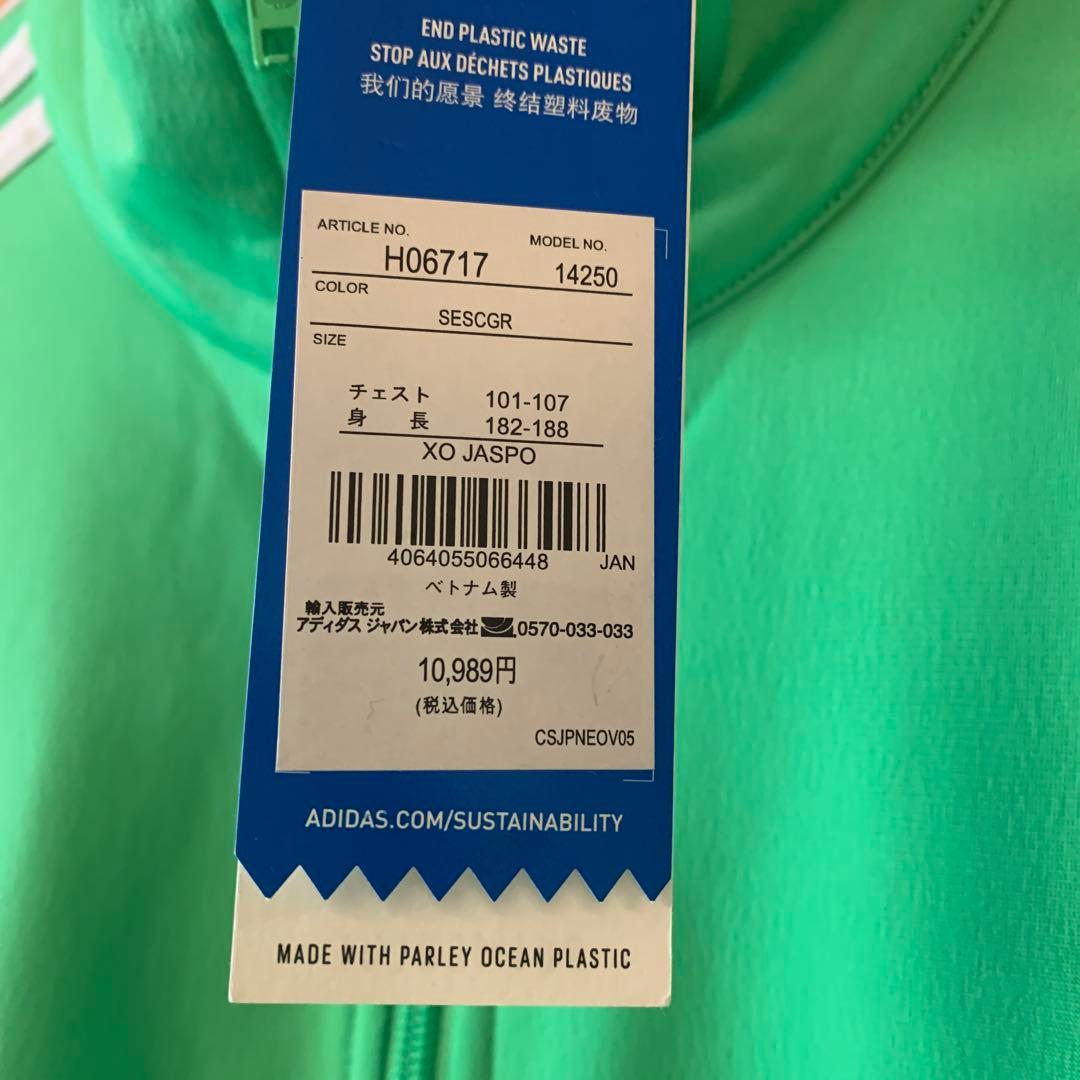 END PLASTIC WASTE
STOP AUX DÉCHETS PLASTIQUES
我们的愿景 终结塑料废物
ARTICLE NO.
H06717
MODEL NO.
14250
COLOR
SESCGR
SIZE
チェスト 101-107
身 長 182-188
XO JASPO
4064055066448 JAN
ベトナム製
輸入販売元
アディダス ジャパン株式会社 0570-033-033
10,989円
(税込価格)
CSJPNEOV05
ADIDAS.COM/SUSTAINABILITY
MADE WITH PARLEY OCEAN PLASTIC